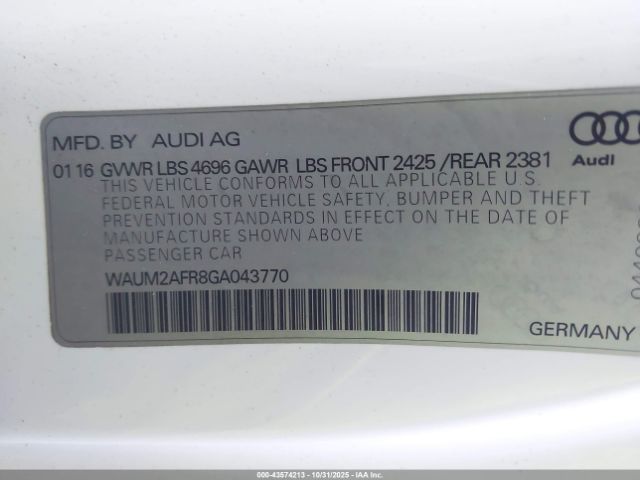 MFD. BY AUDI AG
Audi
01 16 GVWR LBS 4696 GAWR LBS FRONT 2425 /REAR 2381
THIS VEHICLE CONFORMS TO ALL APPLICABLE U.S.
FEDERAL MOTOR VEHICLE SAFETY, BUMPER AND THEFT
PREVENTION STANDARDS IN EFFECT ON THE DATE OF
MANUFACTURE SHOWN ABOVE
PASSENGER CAR
WAUM2AFR8GA043770
GERMANY
000-43574213 - 10/31/2025 - IAA Inc.